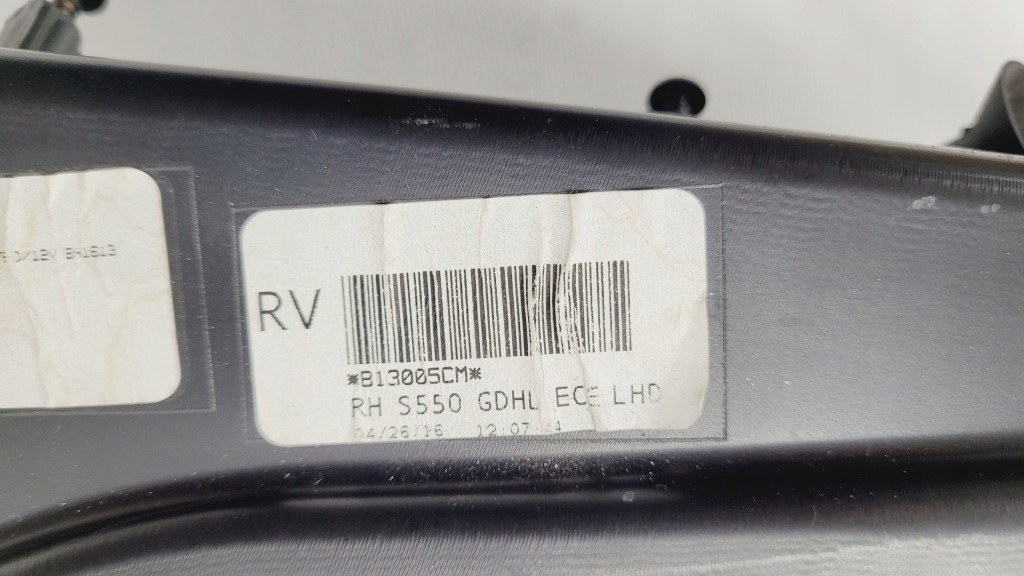 RV
*B13005CM*
RH S550 GDHL ECE LHD
04/26/16 12:07:44